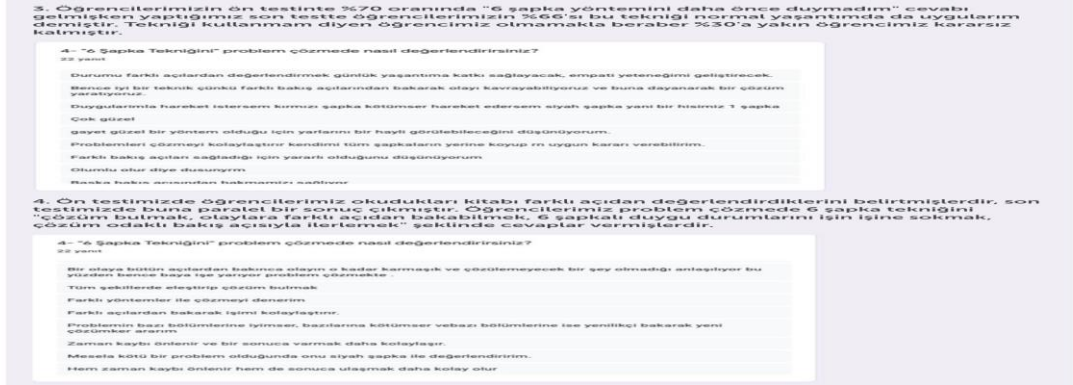 3. Öğrencilerimizin ön testinte %70 oranında "6 şapka yöntemini daha önce duymadım" cevabı
gelmişken yaptığımız son testte öğrencilerimizin %66'sı bu tekniği normal yaşantımda da uygularım
demiştir. Tekniği kullanmam diyen öğrencimiz olmamakla beraber %30'a yakın öğrencimiz kararsız
kalmıştır.
4- "6 Şapka Tekniğini" problem çözmede nasıl değerlendirirsiniz?
22 yanıt
Durumu farklı açılardan değerlendirmek günlük yaşantıma katkı sağlayacak, empati yeteneğimi geliştirecek.
Bence iyi bir teknik çünkü farklı bakış açılarından bakarak olayı kavrayabiliyoruz ve buna dayanarak bir çözüm
yaratıyoruz.
Duygularımla hareket istersem kırmızı şapka kötümser hareket edersem siyah şapka yani bir hisimiz 1 şapka
Çok güzel
gayet güzel bir yöntem olduğu için yarlarını bir hayli görülebileceğini düşünüyorum.
Problemleri çözmeyi kolaylaştırır kendimi tüm şapkaların yerine koyup rn uygun kararı verebilirim.
Farklı bakış açıları sağladığı için yararlı olduğunu düşünüyorum
Olumlu olur diye dusunyrm
Başka bakış açısından bakmamızı sağlıyor
4. Ön testimizde öğrencilerimiz okudukları kitabı farklı açıdan değerlendirdiklerini belirtmişlerdir, son
testimizde buna paralel bir sonuç çıkmıştır. Öğrencilerimiz problem çözmede 6 şapka tekniğini
"çözüm bulmak, olaylara farklı açıdan bakabilmek, 6 şapkalı duygu durumlarını işin işine sokmak,
çözüm odaklı bakış açısıyla ilerlemek" şeklinde cevaplar vermişlerdir.
4- "6 Şapka Tekniğini" problem çözmede nasıl değerlendirirsiniz?
22 yanıt
Bir olaya bütün açılardan bakınca olayın o kadar karmaşık ve çözülemeyecek bir şey olmadığı anlaşılıyor bu
yüzden bence baya işe yarıyor problem çözmekte .
Tüm şekillerde eleştirip çözüm bulmak
Farklı yöntemler ile çözmeyi denerim
Farklı açılardan bakarak işimi kolaylaştırır.
Problemin bazı bölümlerine iyimser, bazılarına kötümser vebazı bölümlerine ise yenilikçi bakarak yeni
çözümker ararım
Zaman kaybı önlenir ve bir sonuca varmak daha kolaylaşır.
Mesela kötü bir problem olduğunda onu siyah şapka ile değerlendiririm.
Hem zaman kaybı önlenir hem de sonuca ulaşmak daha kolay olur